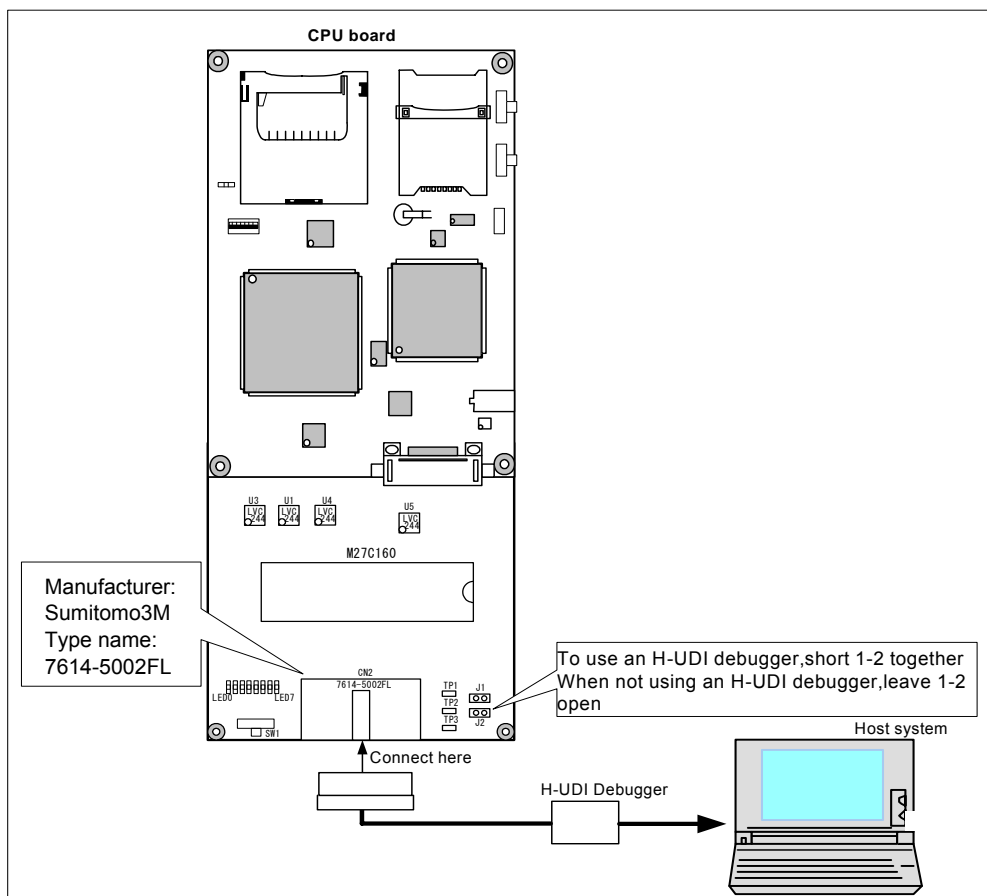 CPU board
U3
U1
U4
U5
LVC
244
LVC
244
LVC
244
LVC
244
M27C160
Manufacturer:
Sumitomo3M
Type name:
7614-5002FL
CN2
7614-5002FL
LED0
LED7
SW1
TP1
TP2
TP3
J1
J2
To use an H-UDI debugger,short 1-2 together
When not using an H-UDI debugger,leave 1-2
open
Connect here
H-UDI Debugger
Host system